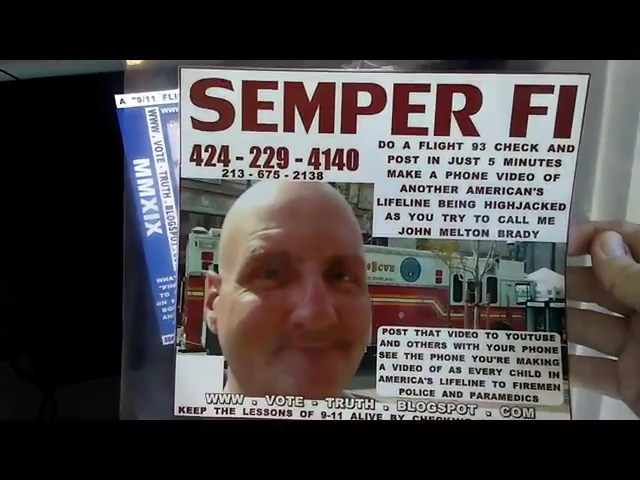 SEMPER FI
424 - 229 - 4140
213 - 675 - 2138
DO A FLIGHT 93 CHECK AND
POST IN JUST 5 MINUTES
MAKE A PHONE VIDEO OF
ANOTHER AMERICAN'S
LIFELINE BEING HIGHJACKED
AS YOU TRY TO CALL ME
JOHN MELTON BRADY
RESCUE
POST THAT VIDEO TO YOUTUBE
AND OTHERS WITH YOUR PHONE
SEE THE PHONE YOU'RE MAKING
A VIDEO OF AS EVERY CHILD IN
AMERICA'S LIFELINE TO FIREMEN
POLICE AND PARAMEDICS
WWW . VOTE - TRUTH . BLOGSPOT . COM
KEEP THE LESSONS OF 9-11 ALIVE BY
A 9/11
WWW . VOTE - TRUTH . BLOGSPOT
MMXIX